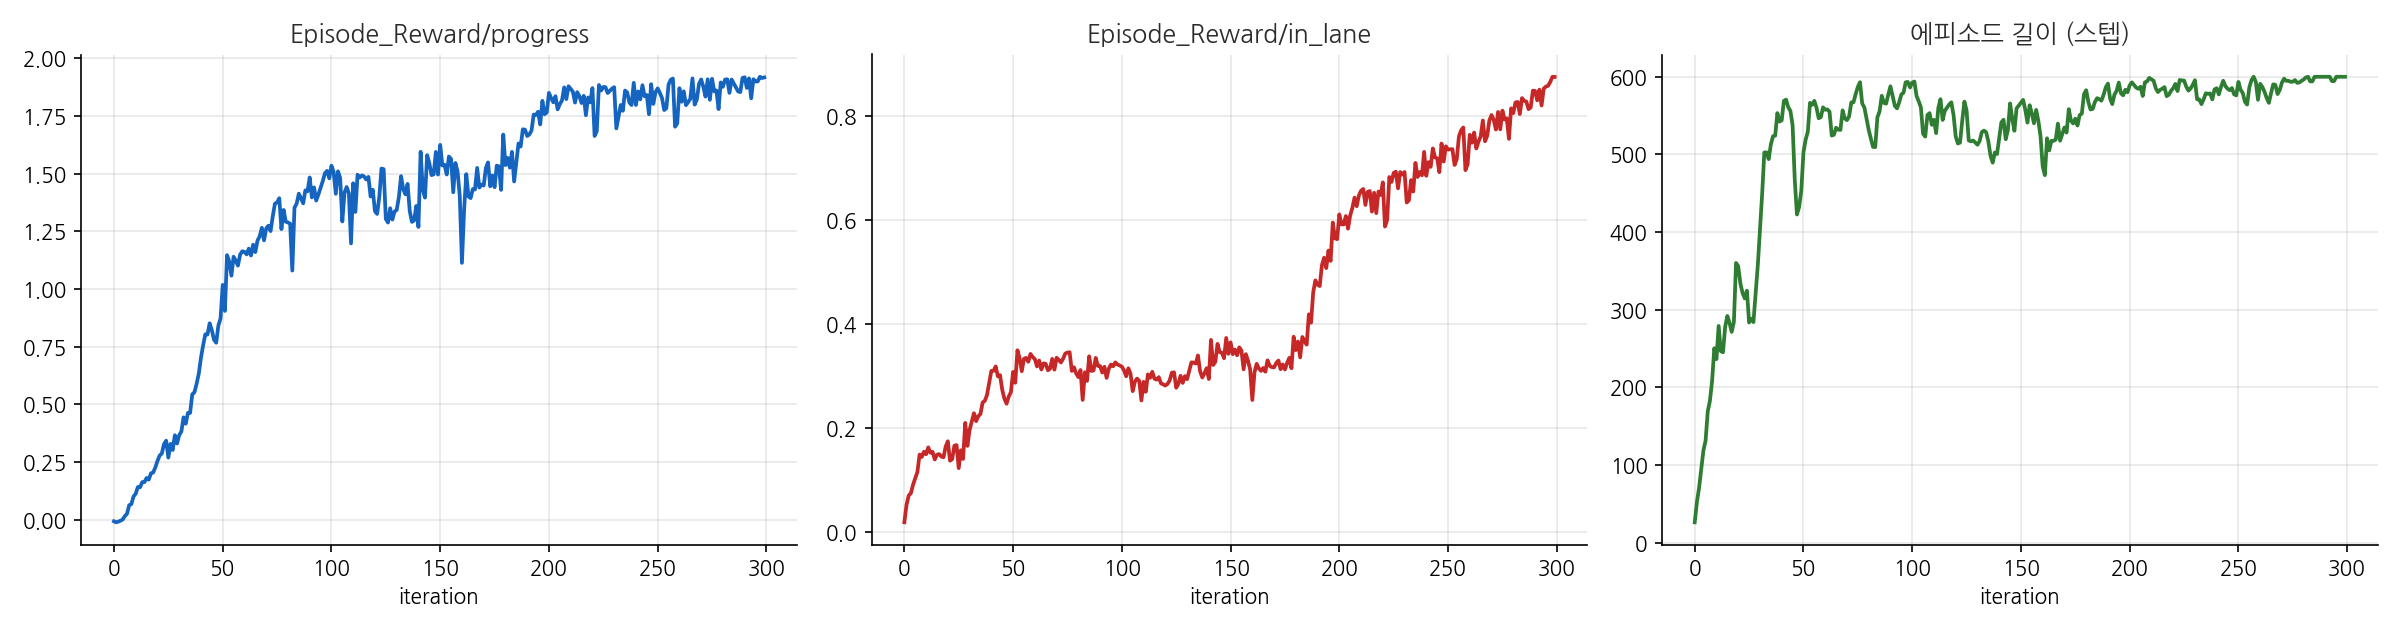 Episode_Reward/progress
2.00
1.75
1.50
1.25
1.00
0.75
0.50
0.25
0.00
0 50 100 150 200 250 300
iteration
Episode_Reward/in_lane
0.8
0.6
0.4
0.2
0.0
0 50 100 150 200 250 300
iteration
에피소드 길이 (스텝)
600
500
400
300
200
100
0
0 50 100 150 200 250 300
iteration